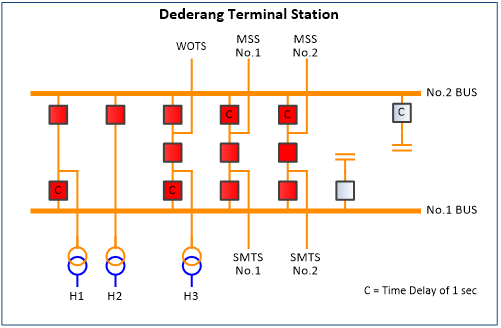 Dederang Terminal Station
WOTS
MSS
No.1
MSS
No.2
No.2 BUS
C
C
C
C
C
No.1 BUS
SMTS
No.1
SMTS
No.2
H1
H2
H3
C = Time Delay of 1 sec